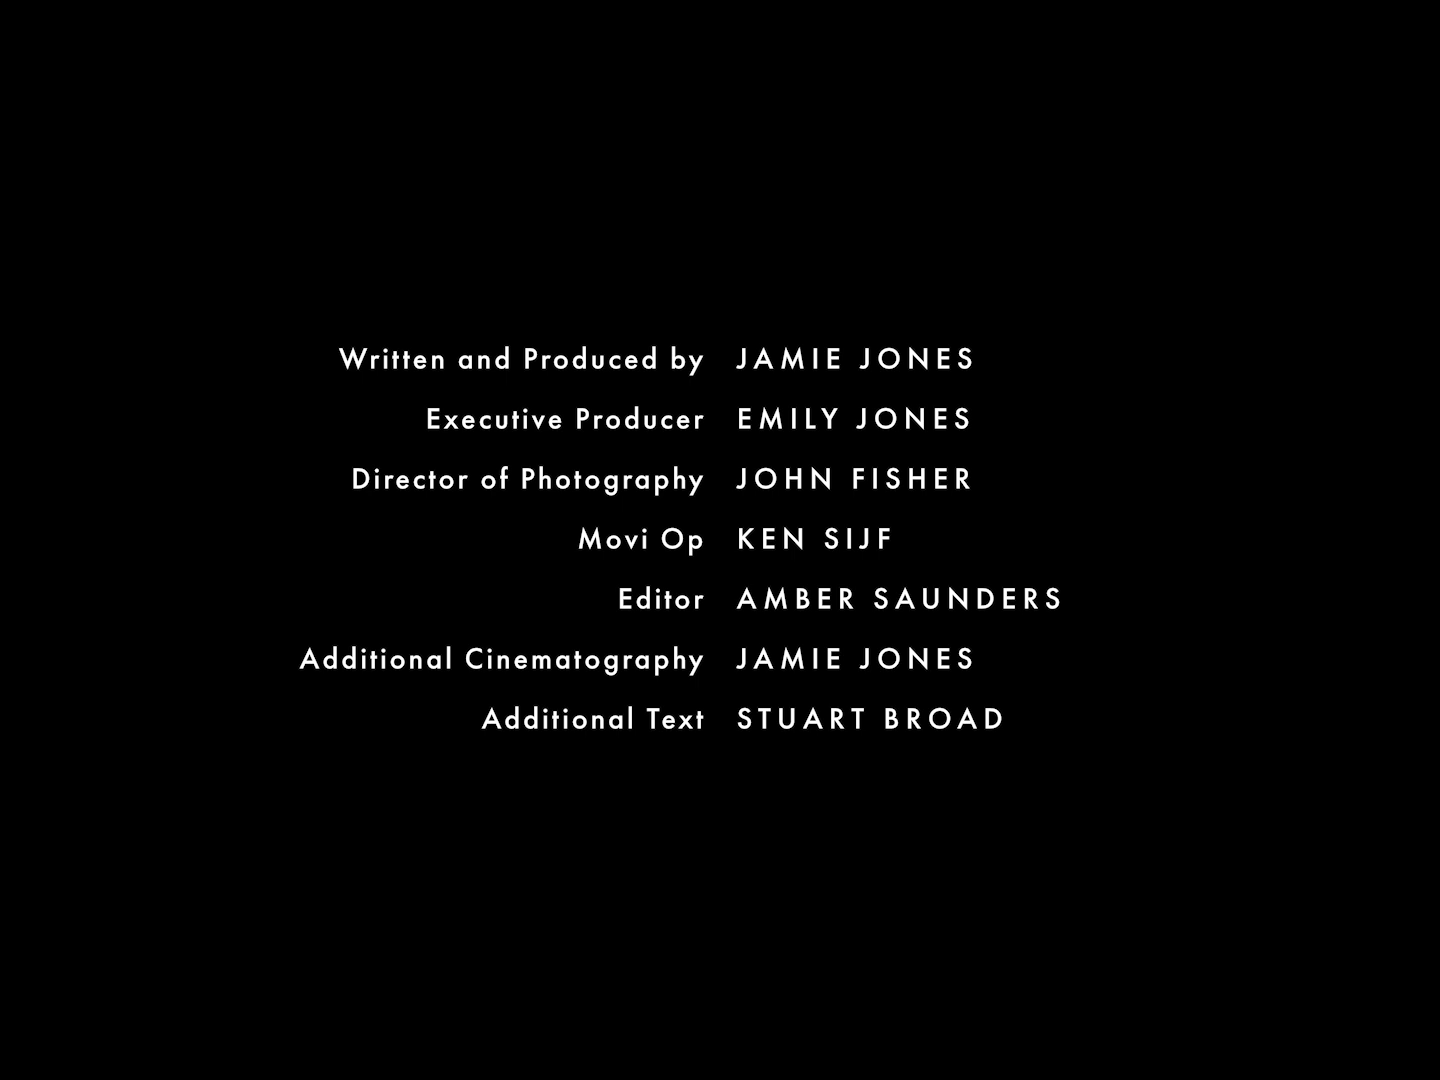 Written and Produced by JAMIE JONES
Executive Producer EMILY JONES
Director of Photography JOHN FISHER
Movi Op KEN SIJF
Editor AMBER SAUNDERS
Additional Cinematography JAMIE JONES
Additional Text STUART BROAD